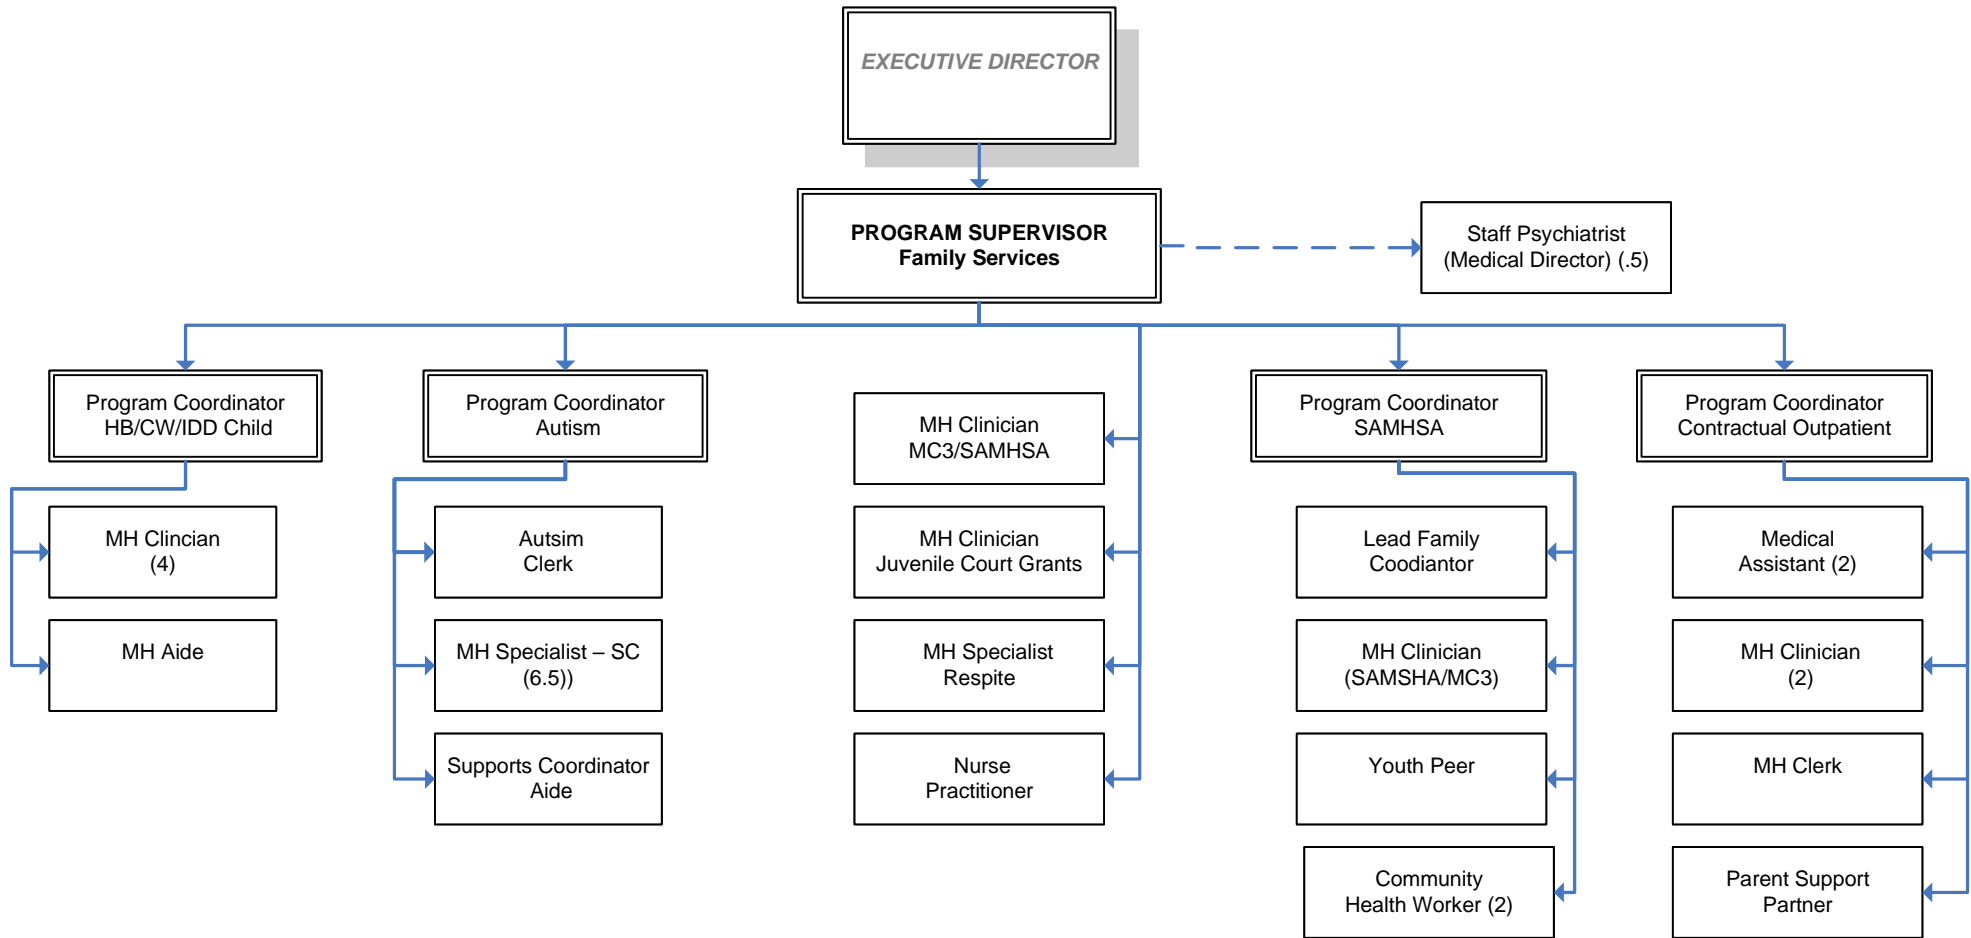 EXECUTIVE DIRECTOR
PROGRAM SUPERVISOR
Family Services
Staff Psychiatrist
(Medical Director) (.5)
Program Coordinator
HB/CW/IDD Child
Program Coordinator
Autism
MH Clinician
MC3/SAMHSA
Program Coordinator
SAMHSA
Program Coordinator
Contractual Outpatient
MH Clincian
(4)
Autsim
Clerk
MH Clinician
Juvenile Court Grants
Lead Family
Coodiantor
Medical
Assistant (2)
MH Aide
MH Specialist – SC
(6.5))
MH Specialist
Respite
MH Clinician
(SAMSHA/MC3)
MH Clinician
(2)
Supports Coordinator
Aide
Nurse
Practitioner
Youth Peer
MH Clerk
Community
Health Worker (2)
Parent Support
Partner